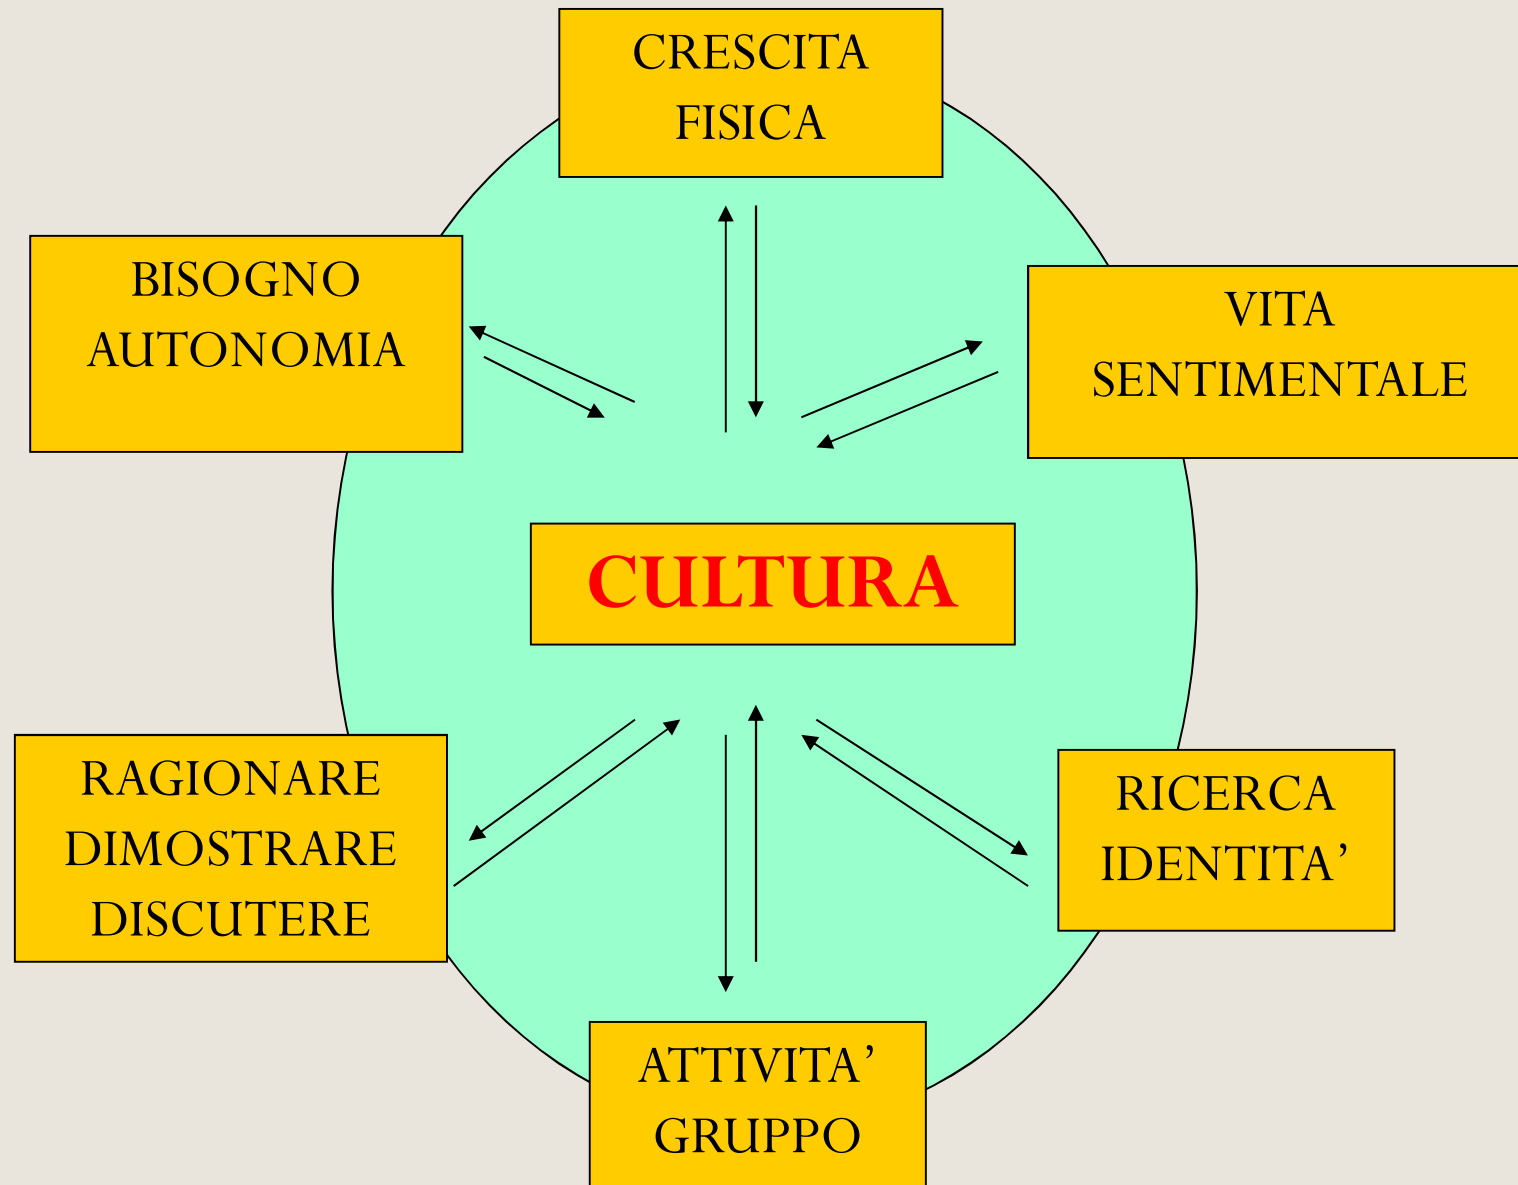 CRESCITA
FISICA
BISOGNO
AUTONOMIA
VITA
SENTIMENTALE
CULTURA
RAGIONARE
DIMOSTRARE
DISCUTERE
RICERCA
IDENTITA’
ATTIVITA’
GRUPPO